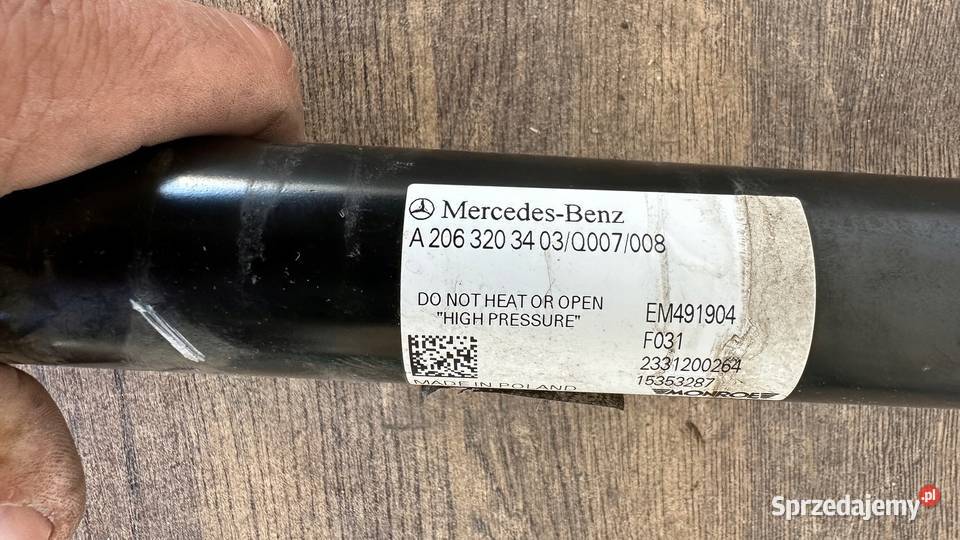 Mercedes-Benz
A 206 320 34 03/Q007/008
DO NOT HEAT OR OPEN
"HIGH PRESSURE"
EM491904
F031
2331200264
15353287
MADE IN POLAND
MONROE
Sprzedajemy.pl